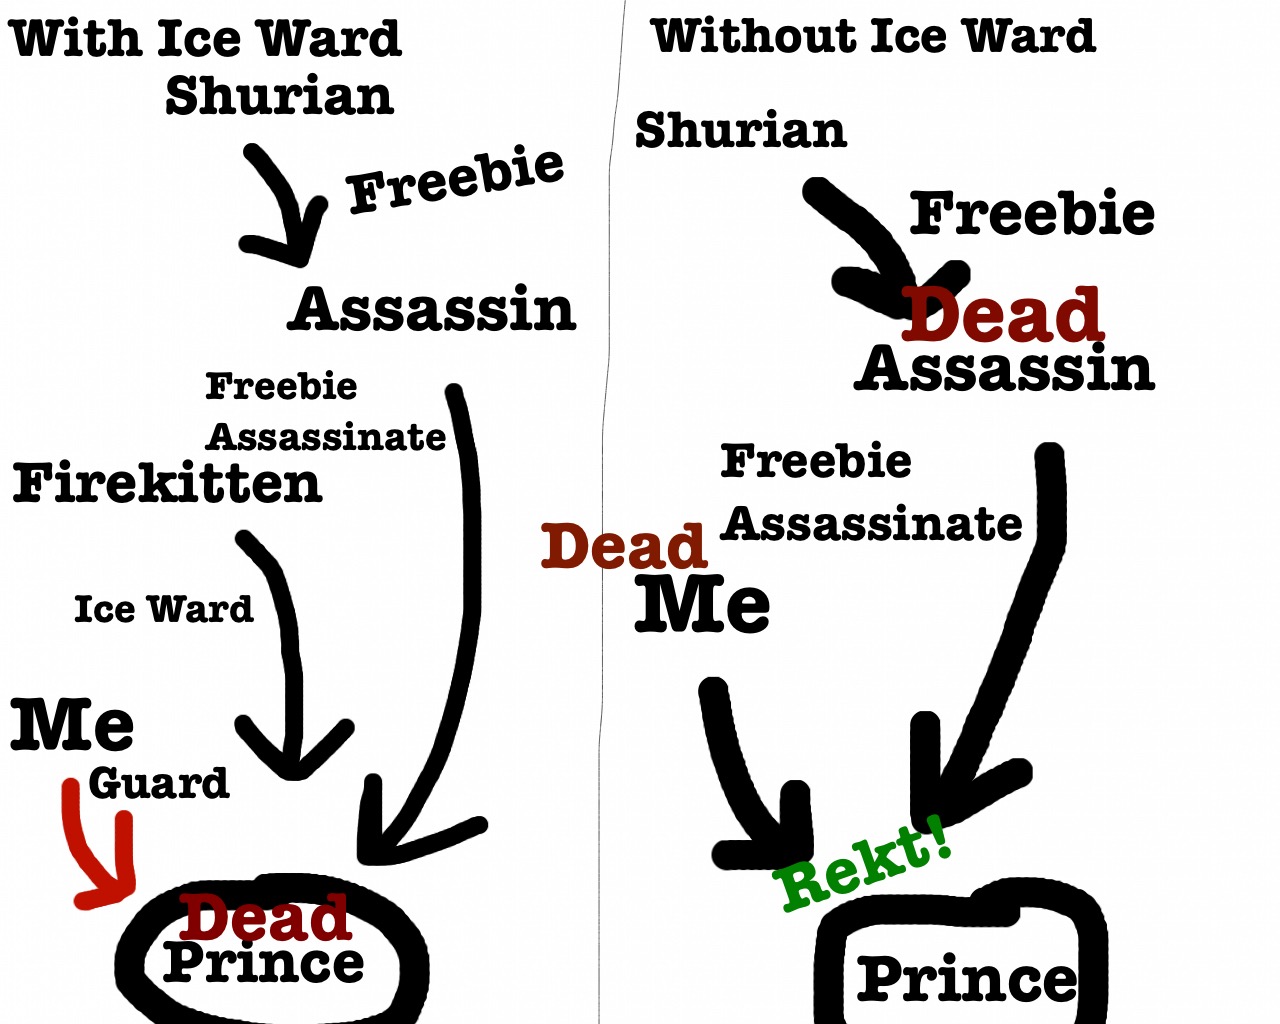 With Ice Ward
Shurian
Freebie
Assassin
Freebie
Assassinate
Firekitten
Ice Ward
Me
Guard
Dead
Prince
Without Ice Ward
Shurian
Freebie
Dead
Assassin
Freebie
Assassinate
Dead
Me
Rekt!
Prince